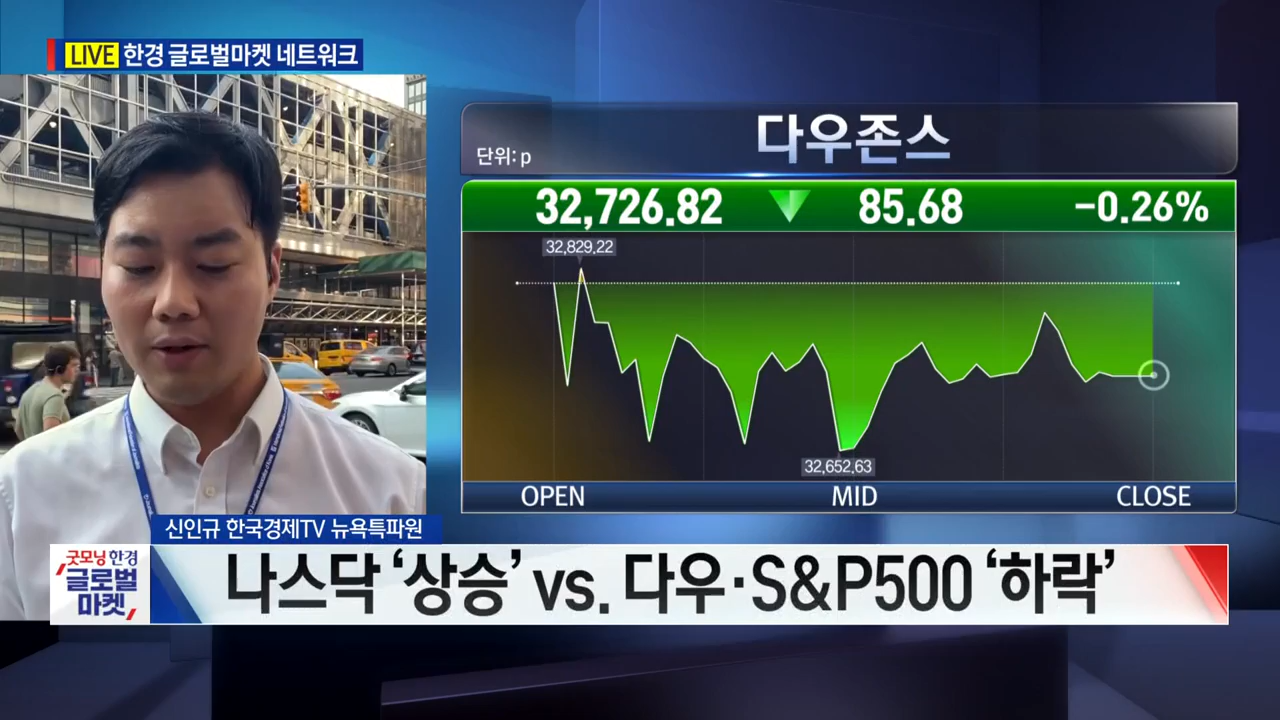 LIVE 한경 글로벌마켓 네트워크
다우존스
단위: p
32,726.82 ▼ 85.68 -0.26%
32,829.22
32,652.63
OPEN MID CLOSE
신인규 한국경제TV 뉴욕특파원
굿모닝 한경
글로벌
마켓
나스닥 ‘상승’ vs. 다우·S&P500 ‘하락’